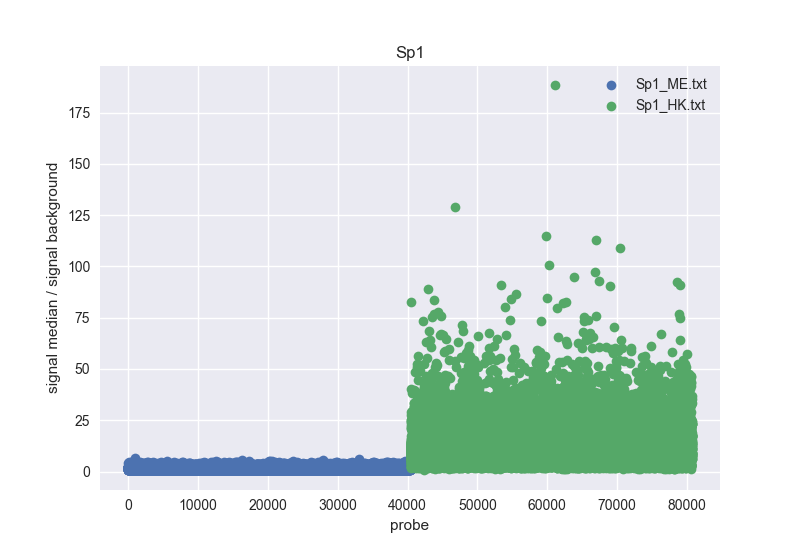 Sp1
signal median / signal background
175
150
125
100
75
50
25
0
Sp1_ME.txt
Sp1_HK.txt
0 10000 20000 30000 40000 50000 60000 70000 80000
probe